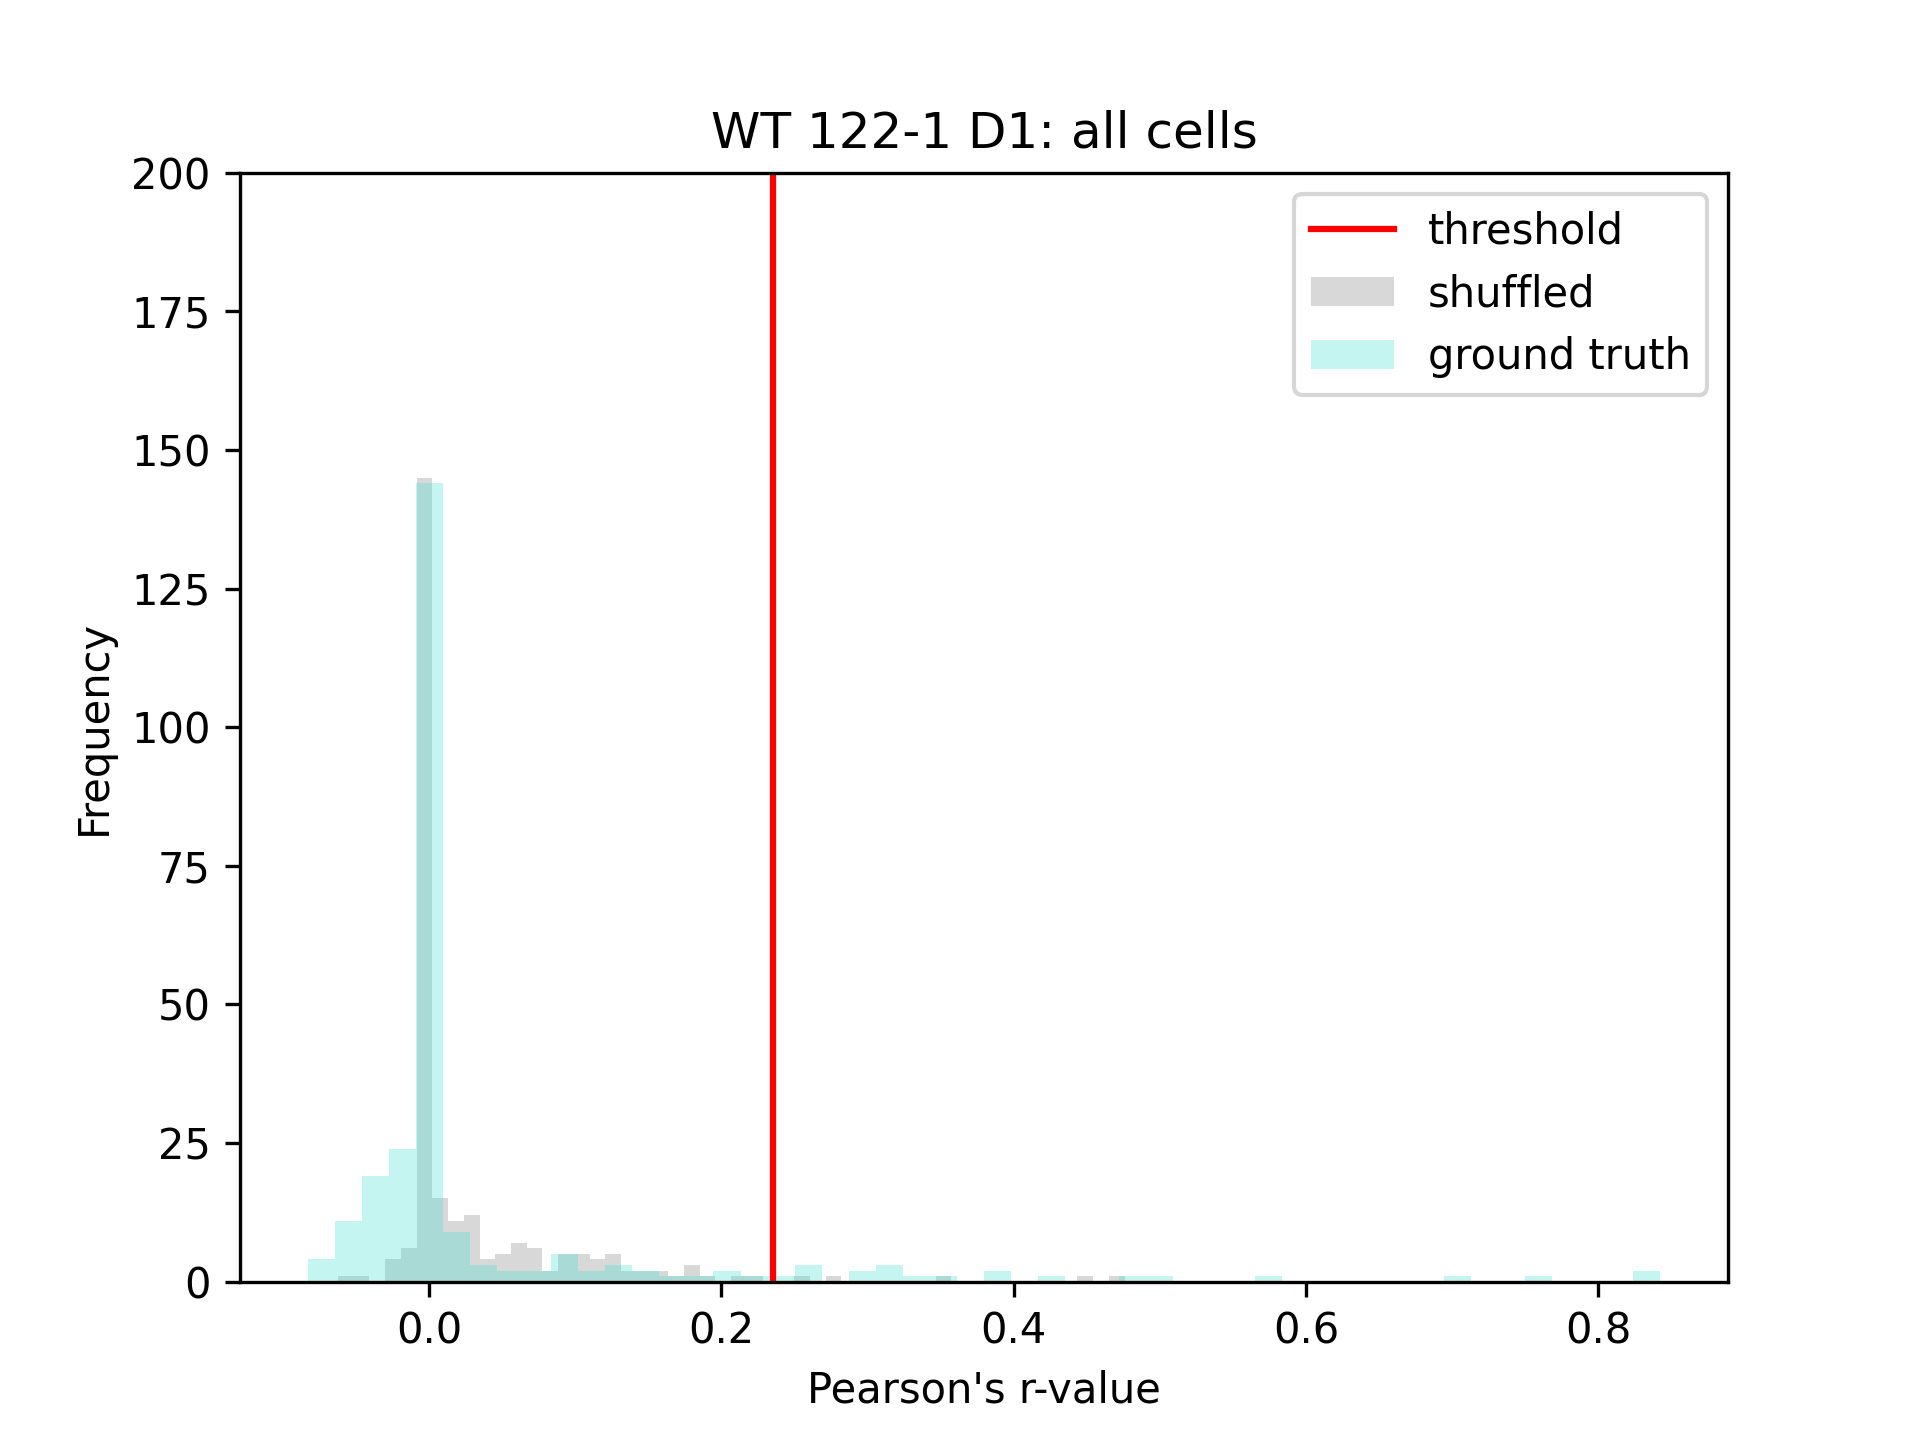 WT 122-1 D1: all cells
200
175
150
125
100
75
50
25
0
Frequency
threshold
shuffled
ground truth
0.0 0.2 0.4 0.6 0.8
Pearson's r-value